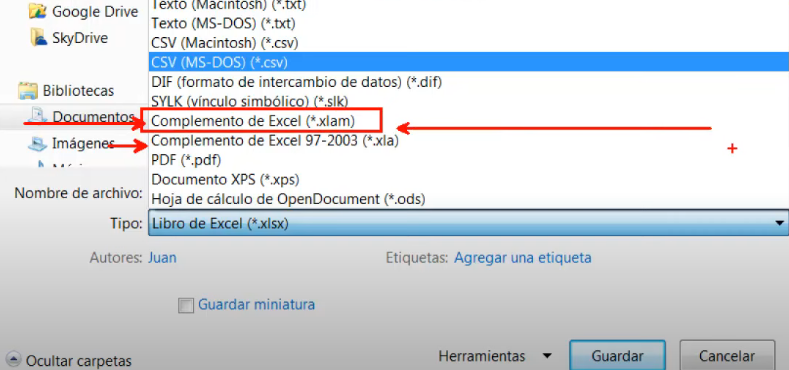 Google Drive
SkyDrive
Bibliotecas
Documentos
Imágenes
Texto (Macintosh) (*.txt)
Texto (MS-DOS) (*.txt)
CSV (Macintosh) (*.csv)
CSV (MS-DOS) (*.csv)
DIF (formato de intercambio de datos) (*.dif)
SYLK (vínculo simbólico) (*.slk)
Complemento de Excel (*.xlam)
Complemento de Excel 97-2003 (*.xla)
PDF (*.pdf)
Documento XPS (*.xps)
Hoja de cálculo de OpenDocument (*.ods)
Nombre de archivo:
Tipo: Libro de Excel (*.xlsx)
Autores: Juan Etiquetas: Agregar una etiqueta
Guardar miniatura
Ocultar carpetas Herramientas Guardar Cancelar